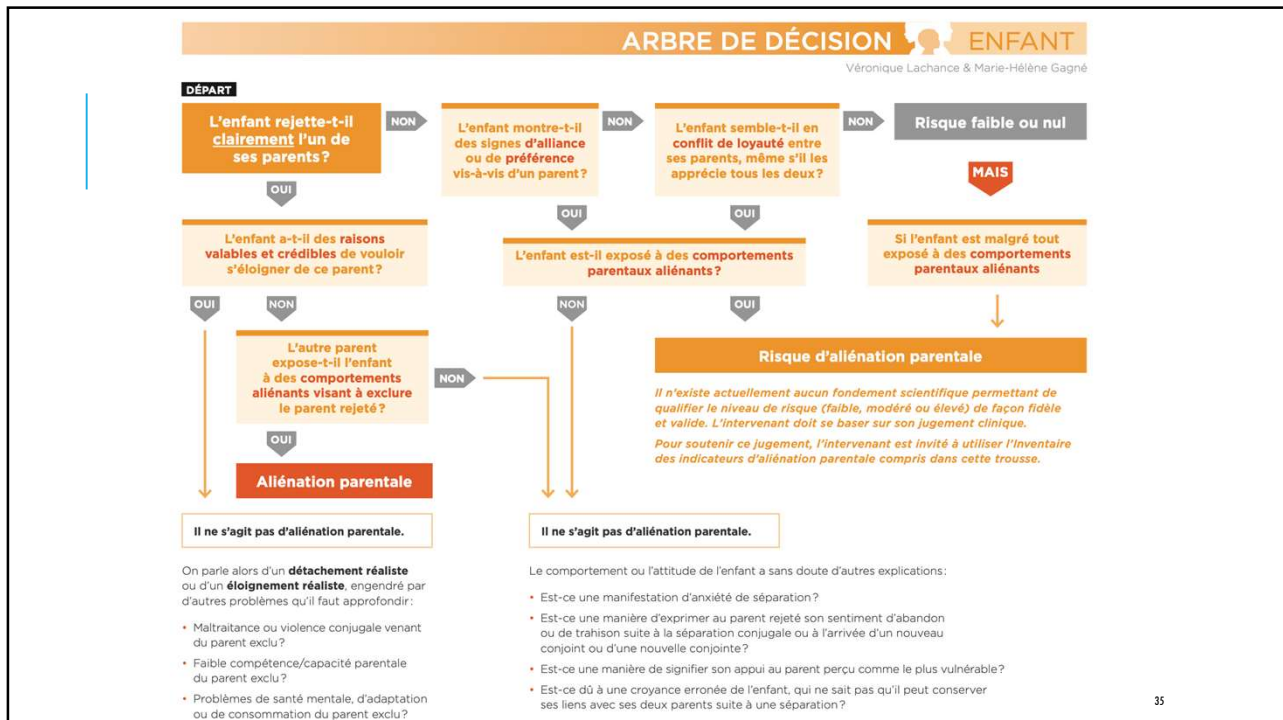 ARBRE DE DÉCISION ENFANT
Véronique Lachance & Marie-Hélène Gagné
DÉPART
L'enfant rejette-t-il
clairement l'un de
ses parents ?
NON
L'enfant montre-t-il
des signes d'alliance
ou de préférence
vis-à-vis d'un parent ?
NON
L'enfant semble-t-il en
conflit de loyauté entre
ses parents, même s'il les
apprécie tous les deux ?
NON
Risque faible ou nul
OUI
OUI
OUI
MAIS
L'enfant a-t-il des raisons
valables et crédibles de vouloir
s'éloigner de ce parent ?
L'enfant est-il exposé à des comportements
parentaux aliénants ?
Si l'enfant est malgré tout
exposé à des comportements
parentaux aliénants
OUI
NON
NON
OUI
L'autre parent
expose-t-il l'enfant
à des comportements
aliénants visant à exclure
le parent rejeté ?
NON
Risque d'aliénation parentale
Il n'existe actuellement aucun fondement scientifique permettant de
qualifier le niveau de risque (faible, modéré ou élevé) de façon fidèle
et valide. L'intervenant doit se baser sur son jugement clinique.
Pour soutenir ce jugement, l'intervenant est invité à utiliser l'Inventaire
des indicateurs d'aliénation parentale compris dans cette trousse.
OUI
Aliénation parentale
Il ne s'agit pas d'aliénation parentale.
On parle alors d'un détachement réaliste
ou d'un éloignement réaliste, engendré par
d'autres problèmes qu'il faut approfondir :
• Maltraitance ou violence conjugale venant
du parent exclu ?
• Faible compétence/capacité parentale
du parent exclu ?
• Problèmes de santé mentale, d'adaptation
ou de consommation du parent exclu ?
Il ne s'agit pas d'aliénation parentale.
Le comportement ou l'attitude de l'enfant a sans doute d'autres explications :
• Est-ce une manifestation d'anxiété de séparation ?
• Est-ce une manière d'exprimer au parent rejeté son sentiment d'abandon
ou de trahison suite à la séparation conjugale ou à l'arrivée d'un nouveau
conjoint ou d'une nouvelle conjointe ?
• Est-ce une manière de signifier son appui au parent perçu comme le plus vulnérable ?
• Est-ce dû à une croyance erronée de l'enfant, qui ne sait pas qu'il peut conserver
ses liens avec ses deux parents suite à une séparation ?
35